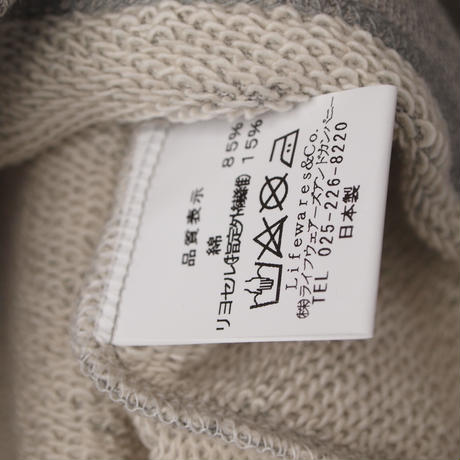 品質表示
綿 85%
リヨセル(指定外繊維) 15%
Lifewares&Co.
㈱ライフウェアーズアンドカンパニー
TEL 025-226-8220
日本製